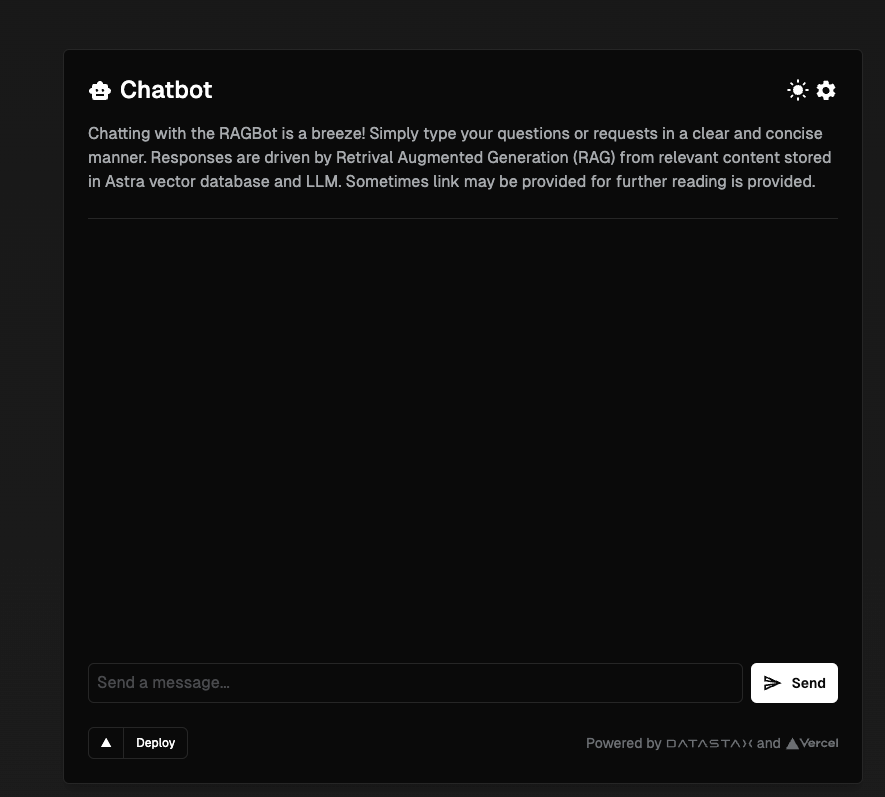 Chatbot
Chatting with the RAGBot is a breeze! Simply type your questions or requests in a clear and concise
manner. Responses are driven by Retrival Augmented Generation (RAG) from relevant content stored
in Astra vector database and LLM. Sometimes link may be provided for further reading is provided.
Send a message...
Send
Deploy
Powered by DATASTAX and Vercel